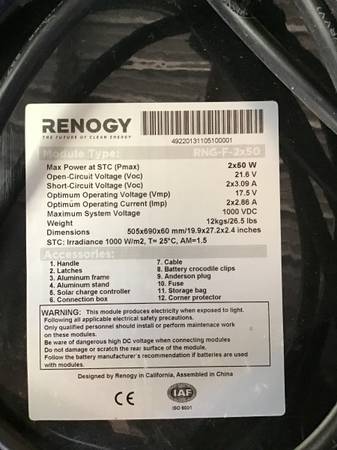 RENOGY
THE FUTURE OF CLEAN ENERGY
49220131105100001
Module Type: RNG-F-2x50
Max Power at STC (Pmax) 2x50 W
Open-Circuit Voltage (Voc) 21.6 V
Short-Circuit Voltage (Voc) 2x3.09 A
Optimum Operating Voltage (Vmp) 17.5 V
Optimum Operating Current (Imp) 2x2.86 A
Maximum System Voltage 1000 VDC
Weight 12kgs/26.5 lbs
Dimensions 505x690x60 mm/19.9x27.2x2.4 inches
STC: Irradiance 1000 W/m2, T= 25°C, AM=1.5
Accessories:
1. Handle 7. Cable
2. Latches 8. Battery crocodile clips
3. Aluminum frame 9. Anderson plug
4. Aluminum stand 10. Fuse
5. Solar charge controller 11. Storage bag
6. Connection box 12. Corner protector
WARNING: This module produces electricity when exposed to light.
Following all applicable electrical safety precautions.
Only qualified personnel should install or perform maintenace work
on these modules.
Be ware of dangerous high DC voltage when connecting modules
Do not damage or scratch the rear surface of the module.
Follow the battery manufacturer's recommendation if batteries are used
with modules.
Designed by Renogy in California, Assembled in China
CE
IAF
ISO 9001